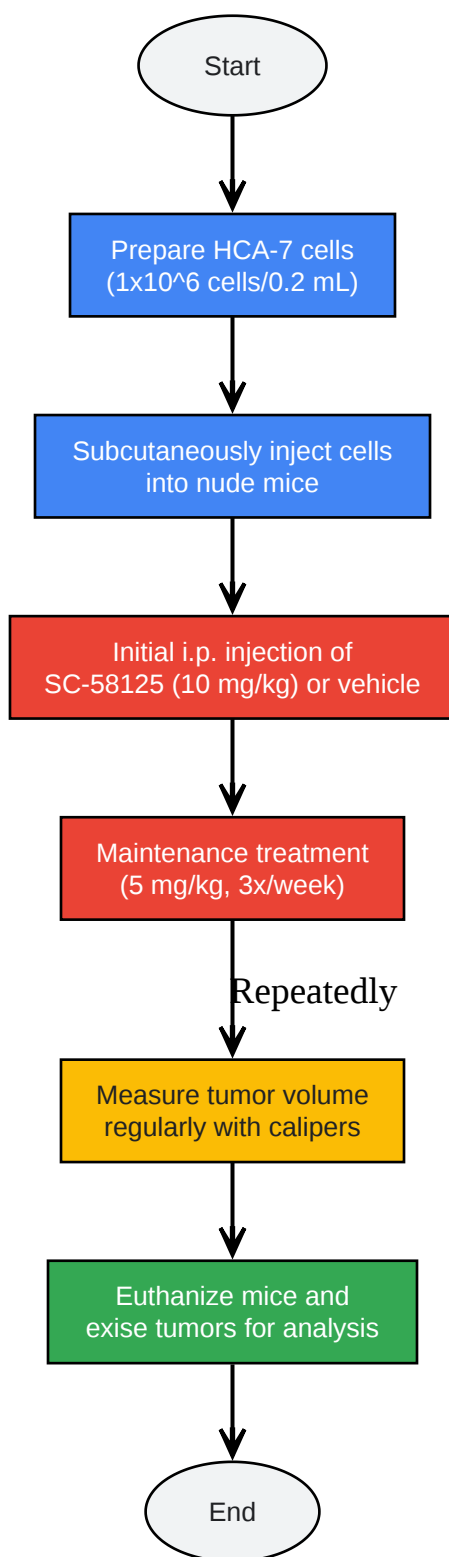 Start
Prepare HCA-7 cells
(1x10^6 cells/0.2 mL)
Subcutaneously inject cells
into nude mice
Initial i.p. injection of
SC-58125 (10 mg/kg) or vehicle
Maintenance treatment
(5 mg/kg, 3x/week)
Repeatedly
Measure tumor volume
regularly with calipers
Euthanize mice and
exise tumors for analysis
End